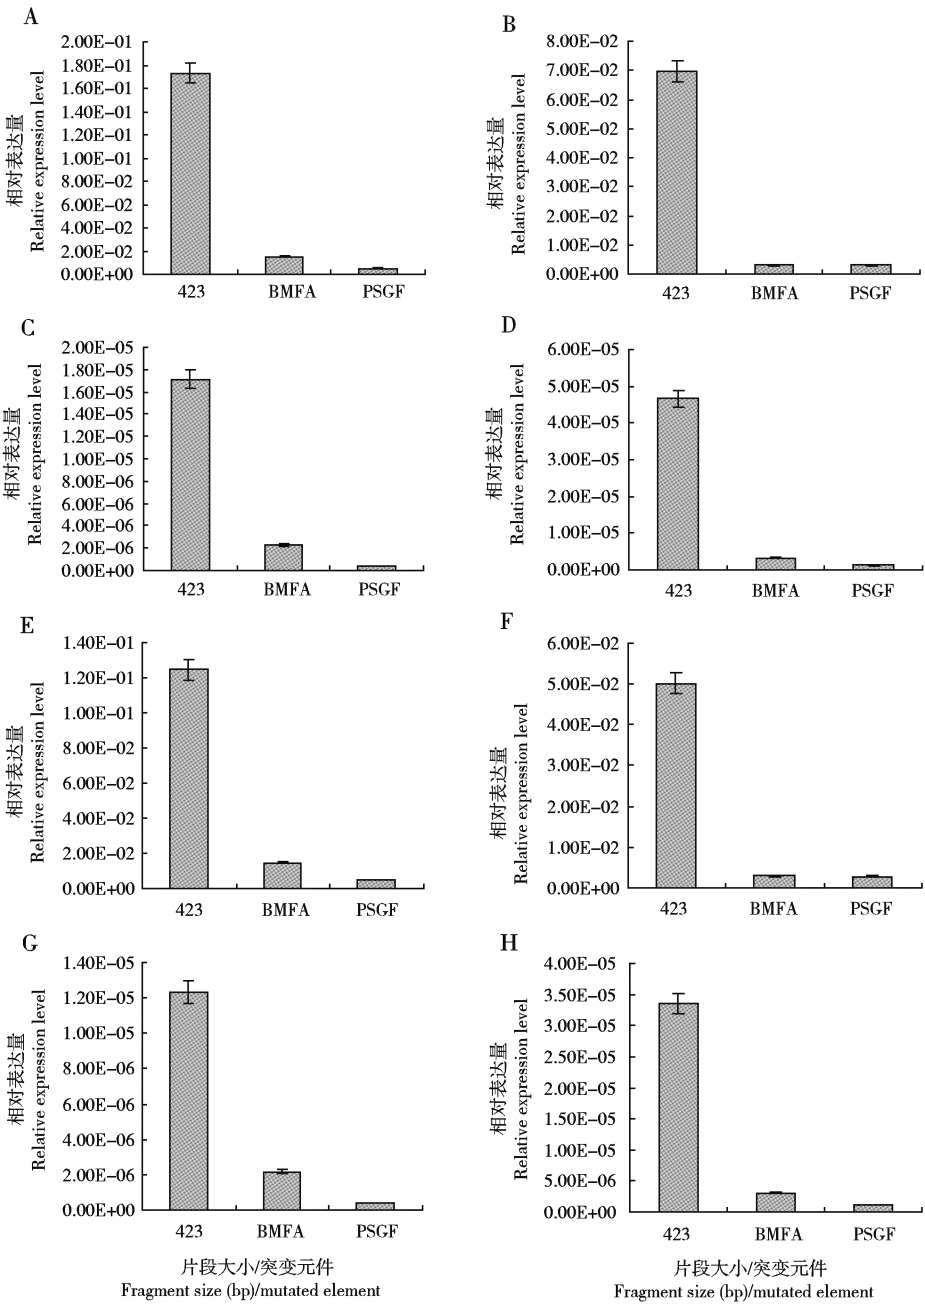 A
相对表达量
Relative expression level
2.00E-01
1.80E-01
1.60E-01
1.40E-01
1.20E-01
1.00E-01
8.00E-02
6.00E-02
4.00E-02
2.00E-02
0.00E+00
423 BMFA PSGF
B
相对表达量
Relative expression level
8.00E-02
7.00E-02
6.00E-02
5.00E-02
4.00E-02
3.00E-02
2.00E-02
1.00E-02
0.00E+00
423 BMFA PSGF
C
相对表达量
Relative expression level
2.00E-05
1.80E-05
1.60E-05
1.40E-05
1.20E-05
1.00E-05
8.00E-06
6.00E-06
4.00E-06
2.00E-06
0.00E+00
423 BMFA PSGF
D
相对表达量
Relative expression level
6.00E-05
5.00E-05
4.00E-05
3.00E-05
2.00E-05
1.00E-05
0.00E+00
423 BMFA PSGF
E
相对表达量
Relative expression level
1.40E-01
1.20E-01
1.00E-01
8.00E-02
6.00E-02
4.00E-02
2.00E-02
0.00E+00
423 BMFA PSGF
F
相对表达量
Relative expression level
6.00E-02
5.00E-02
4.00E-02
3.00E-02
2.00E-02
1.00E-02
0.00E+00
423 BMFA PSGF
G
相对表达量
Relative expression level
1.40E-05
1.20E-05
1.00E-05
8.00E-06
6.00E-06
4.00E-06
2.00E-06
0.00E+00
423 BMFA PSGF
片段大小/突变元件
Fragment size (bp)/mutated element
H
相对表达量
Relative expression level
4.00E-05
3.50E-05
3.00E-05
2.50E-05
2.00E-05
1.50E-05
1.00E-05
5.00E-06
0.00E+00
423 BMFA PSGF
片段大小/突变元件
Fragment size (bp)/mutated element